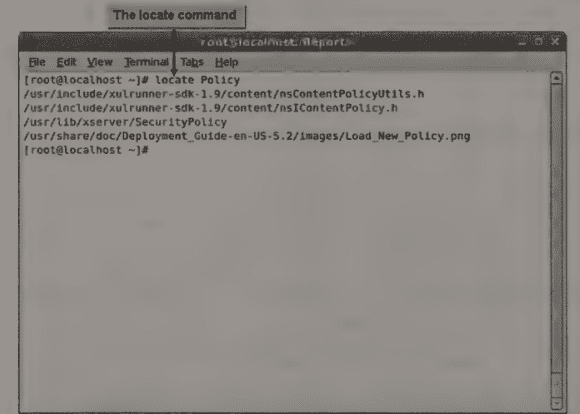 The locate command
root@localhost:~/Reports
File Edit View Terminal Tabs Help
[root@localhost ~]# locate Policy
/usr/include/xulrunner-sdk-1.9/content/nsContentPolicyUtils.h
/usr/include/xulrunner-sdk-1.9/content/nsIContentPolicy.h
/usr/lib/xserver/SecurityPolicy
/usr/share/doc/Deployment_Guide-en-US-5.2/images/Load_New_Policy.png
[root@localhost ~]#